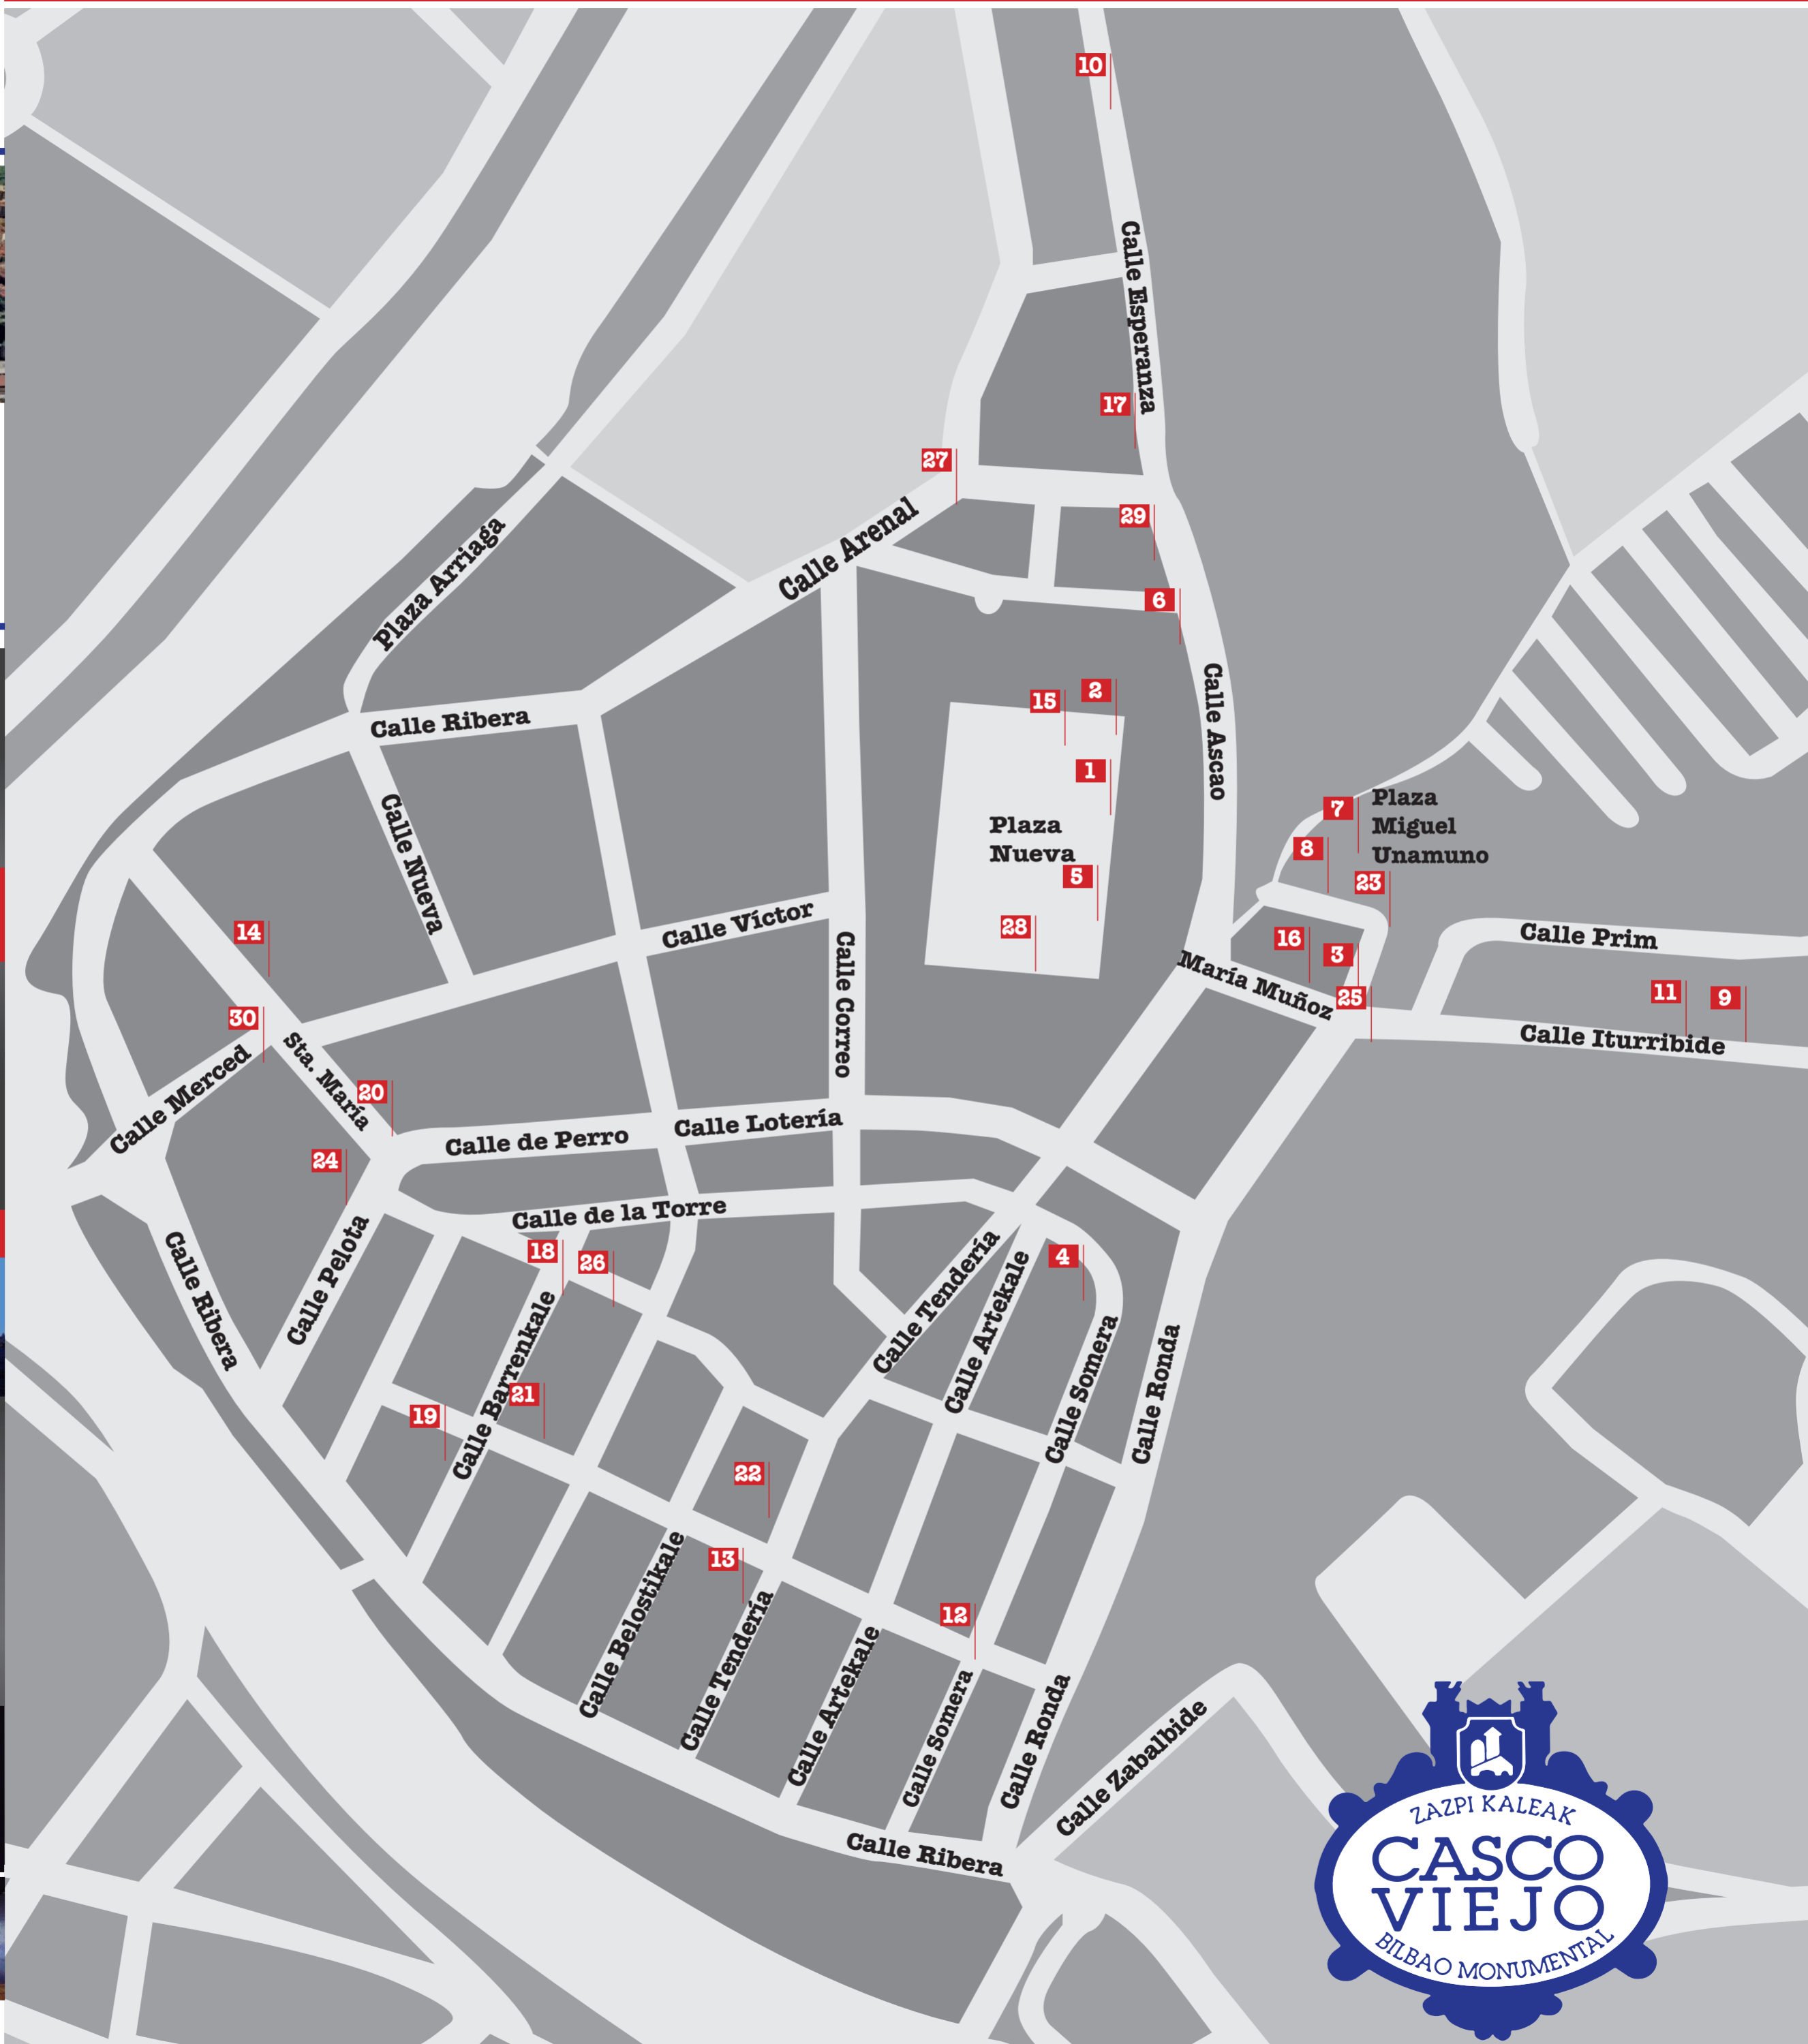 10
Calle Esperanza
17
27
29
Calle Arenal
Plaza Arriaga
6
Calle Ascao
2
15
1
Calle Ribera
Plaza
Nueva
5
28
Calle Nueva
7
Plaza
Miguel
Unamuno
8
23
Calle Víctor
14
16
3
Calle Prim
María Muñoz
25
11
9
Calle Iturribide
Calle Correo
30
Sta. María
Calle Merced
20
Calle de Perro
Calle Lotería
24
Calle de la Torre
Calle Pelota
Calle Ribera
18
26
4
Calle Tendería
Calle Artekale
Calle Somera
Calle Ronda
Calle Barrenkale
21
19
22
13
12
Calle Belostikale
Calle Tendería
Calle Artekale
Calle Somera
Calle Ronda
Calle Zabalbide
Calle Ribera
ZAZPI KALEAK
CASCO
VIEJO
BILBAO MONUMENTAL